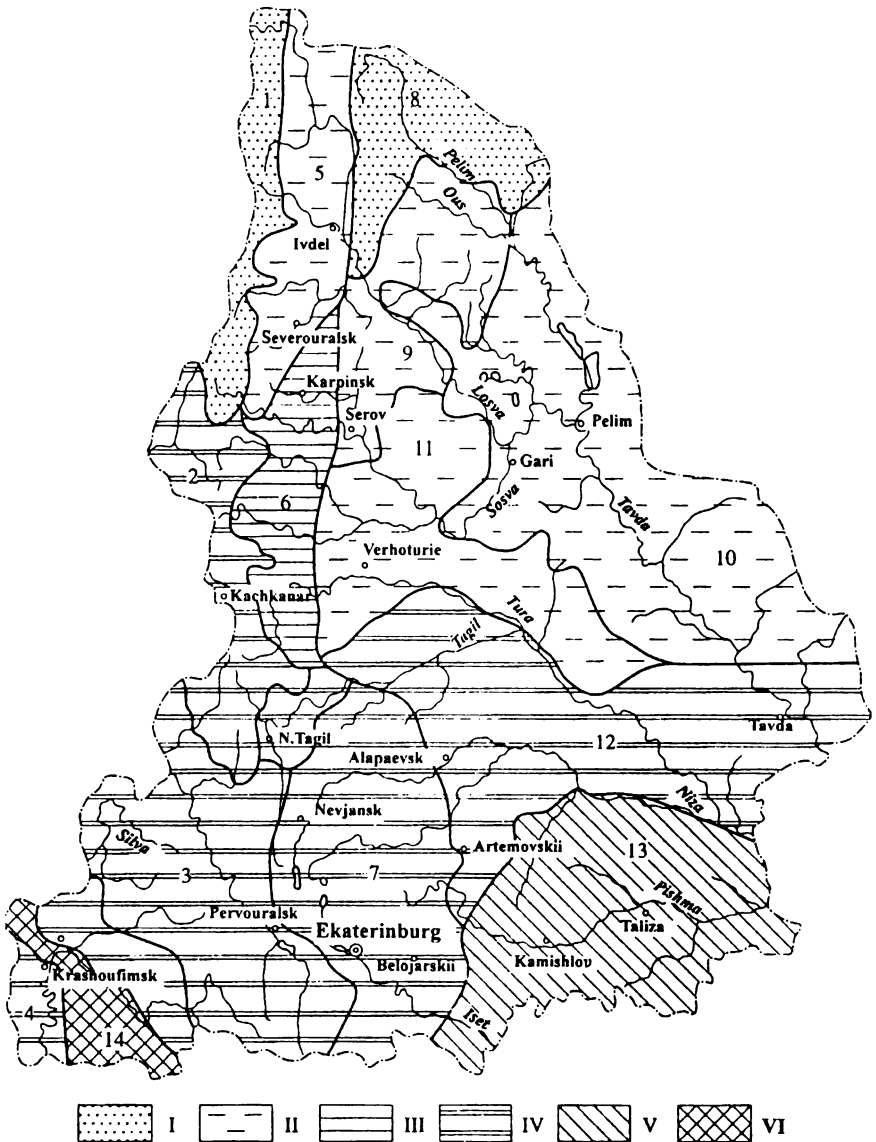 1
8
Pelim
Ous
5
Ivdel
Severouralsk
9
Karpinsk
Losva
Serov
Pelim
11
Gari
2
Sosva
6
Tavda
Verhoturie
10
Kachkanar
Tura
Tugil
N.Tagil
Tavda
12
Alapaevsk
Niza
Nevjansk
Silva
Artemovskii
13
3
7
Pishma
Pervouralsk
Taliza
Ekaterinburg
Kamishlov
Belojarskii
Krasnoufimsk
4
Iset
14
I II III IV V VI